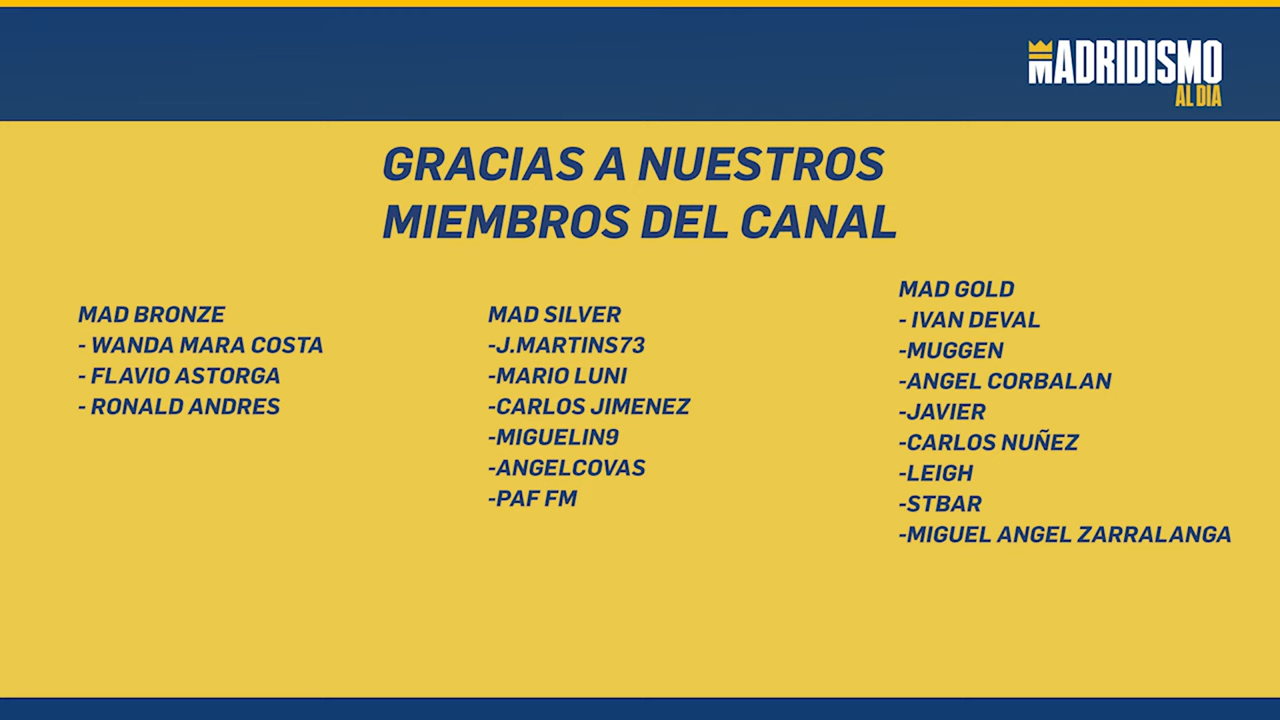 MADRIDISMO
AL DIA
GRACIAS A NUESTROS
MIEMBROS DEL CANAL
MAD BRONZE
- WANDA MARA COSTA
- FLAVIO ASTORGA
- RONALD ANDRES
MAD SILVER
-J.MARTINS73
-MARIO LUNI
-CARLOS JIMENEZ
-MIGUELIN9
-ANGELCOVAS
-PAF FM
MAD GOLD
- IVAN DEVAL
-MUGGEN
-ANGEL CORBALAN
-JAVIER
-CARLOS NUÑEZ
-LEIGH
-STBAR
-MIGUEL ANGEL ZARRALANGA